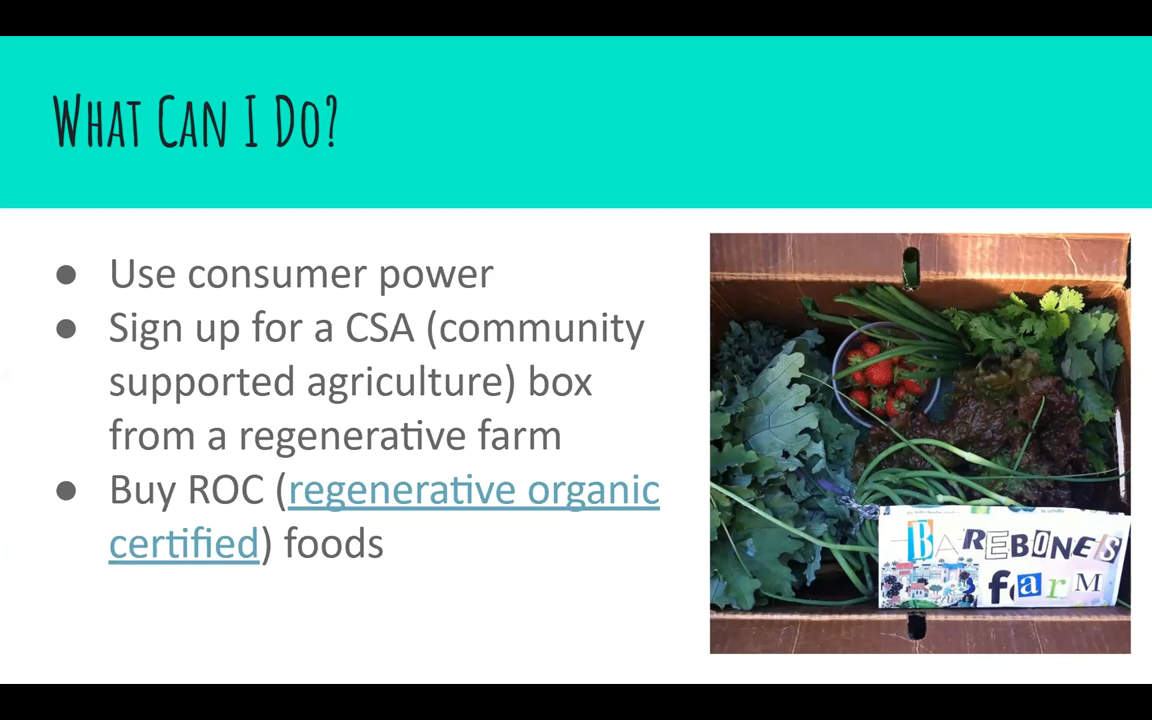 What Can I Do?
● Use consumer power
● Sign up for a CSA (community
supported agriculture) box
from a regenerative farm
● Buy ROC (regenerative organic
certified) foods
BAREBONES
farm